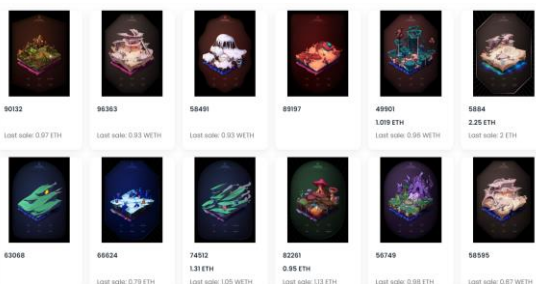 90132
96363
58491
89197
49901
5884
1.019 ETH
2.25 ETH
Last sale: 0.97 ETH
Last sale: 0.93 WETH
Last sale: 0.93 WETH
Last sale: 0.98 WETH
Last sale: 2 ETH
63068
66624
74512
82261
56749
58595
1.31 ETH
0.95 ETH
Last sale: 0.79 ETH
Last sale: 1.05 WETH
Last sale: 1.13 ETH
Last sale: 0.98 ETH
Last sale: 0.87 WETH